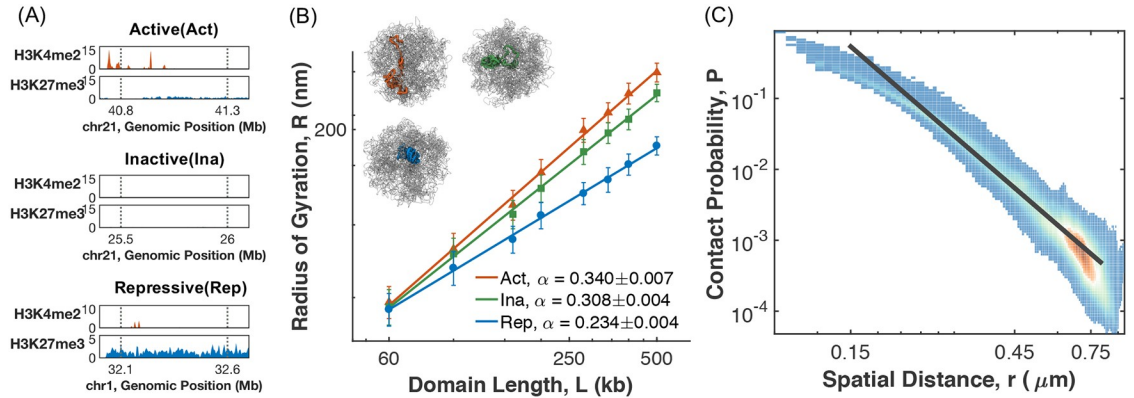 (A)
Active(Act)
H3K4me2
15
0
H3K27me3
15
0
40.8 41.3
chr21, Genomic Position (Mb)
Inactive(Ina)
H3K4me2
15
0
H3K27me3
15
0
25.5 26
chr21, Genomic Position (Mb)
Repressive(Rep)
H3K4me2
10
0
H3K27me3
5
0
32.1 32.6
chr1, Genomic Position (Mb)
(B)
Radius of Gyration, R (nm)
200
Act, α = 0.340±0.007
Ina, α = 0.308±0.004
Rep, α = 0.234±0.004
60 250 500
Domain Length, L (kb)
(C)
Contact Probability, P
10⁻¹
10⁻²
10⁻³
10⁻⁴
0.15 0.45 0.75
Spatial Distance, r ( μm)